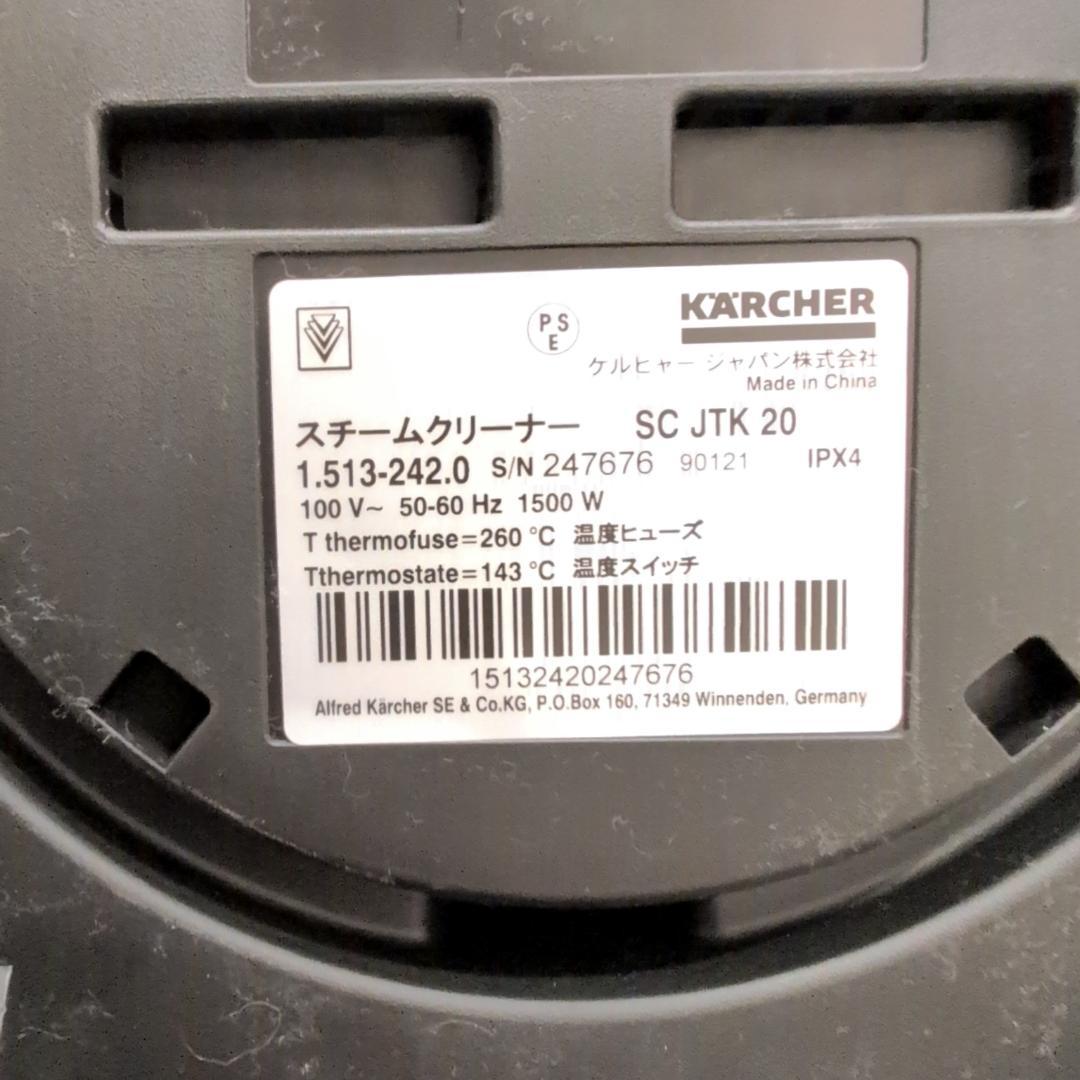 PSE
KÄRCHER
ケルヒャー ジャパン株式会社
Made in China
スチームクリーナー SC JTK 20
1.513-242.0 S/N 247676 90121 IPX4
100 V~ 50-60 Hz 1500 W
T thermofuse=260 °C 温度ヒューズ
Tthermostate=143 °C 温度スイッチ
15132420247676
Alfred Kärcher SE & Co.KG, P.O.Box 160, 71349 Winnenden, Germany